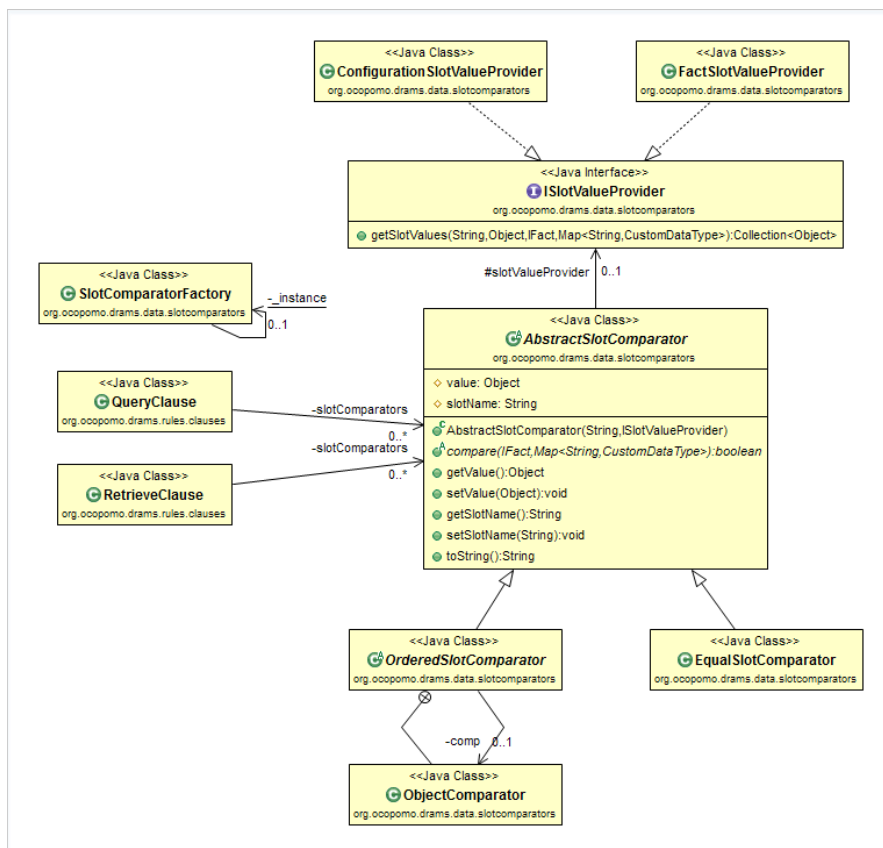 <<Java Class>>
ConfigurationSlotValueProvider
org.ocopomo.drams.data.slotcomparators
<<Java Class>>
FactSlotValueProvider
org.ocopomo.drams.data.slotcomparators
<<Java Interface>>
ISlotValueProvider
org.ocopomo.drams.data.slotcomparators
getSlotValues(String,Object,IFact,Map<String,CustomDataType>):Collection<Object>
#slotValueProvider
0..1
<<Java Class>>
SlotComparatorFactory
org.ocopomo.drams.data.slotcomparators
-_instance
0..1
<<Java Class>>
AbstractSlotComparator
org.ocopomo.drams.data.slotcomparators
value: Object
slotName: String
AbstractSlotComparator(String,ISlotValueProvider)
compare(IFact,Map<String,CustomDataType>):boolean
getValue():Object
setValue(Object):void
getSlotName():String
setSlotName(String):void
toString():String
<<Java Class>>
QueryClause
org.ocopomo.drams.rules.clauses
-slotComparators
0..*
<<Java Class>>
RetrieveClause
org.ocopomo.drams.rules.clauses
-slotComparators
0..*
<<Java Class>>
OrderedSlotComparator
org.ocopomo.drams.data.slotcomparators
<<Java Class>>
EqualSlotComparator
org.ocopomo.drams.data.slotcomparators
-comp
0..1
<<Java Class>>
ObjectComparator
org.ocopomo.drams.data.slotcomparators